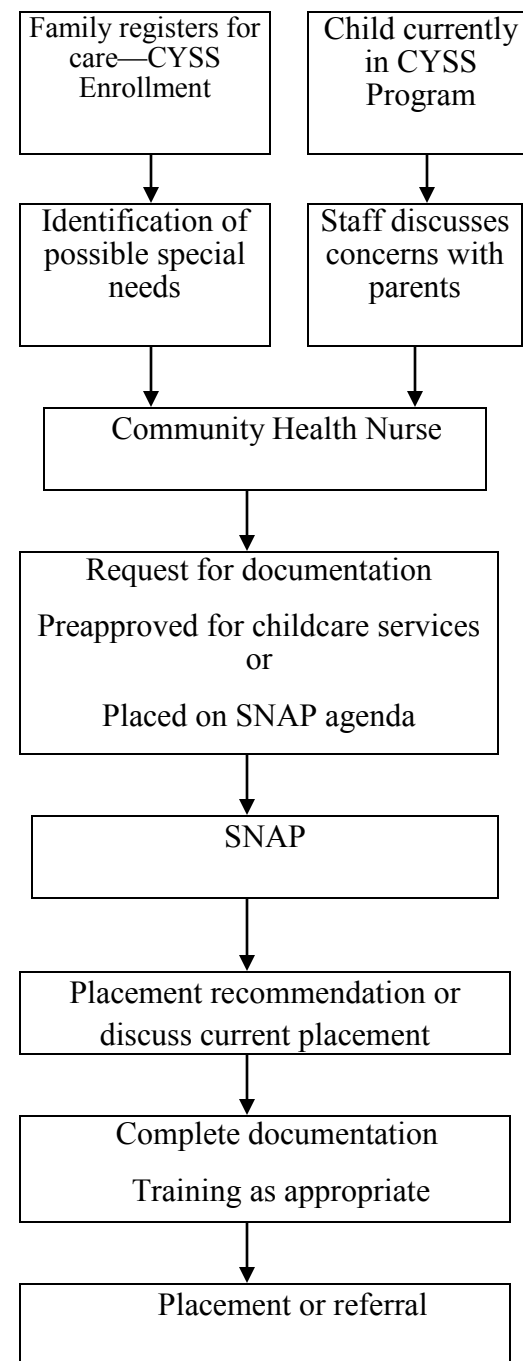 Family registers for
care—CYSS
Enrollment
Child currently
in CYSS
Program
Identification of
possible special
needs
Staff discusses
concerns with
parents
Community Health Nurse
Request for documentation
Preapproved for childcare services
or
Placed on SNAP agenda
SNAP
Placement recommendation or
discuss current placement
Complete documentation
Training as appropriate
Placement or referral